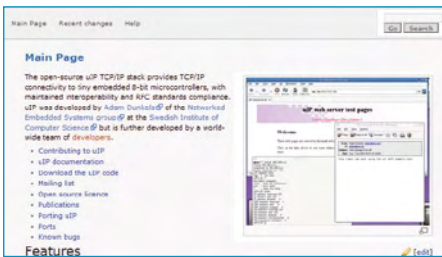 Main Page Recent changes Help
Go Search
Main Page
The open-source uIP TCP/IP stack provides TCP/IP
connectivity to tiny embedded 8-bit microcontrollers, with
maintained interoperability and RFC standards compliance.
uIP was developed by Adam Dunkels of the Networked
Embedded Systems group at the Swedish Institute of
Computer Science but is further developed by a world-
wide team of developers.
Contributing to uIP
uIP documentation
Download the uIP code
Mailing list
Open source licence
Publications
Porting uIP
Ports
Known bugs
Features
[edit]
uIP web server test pages
Welcome